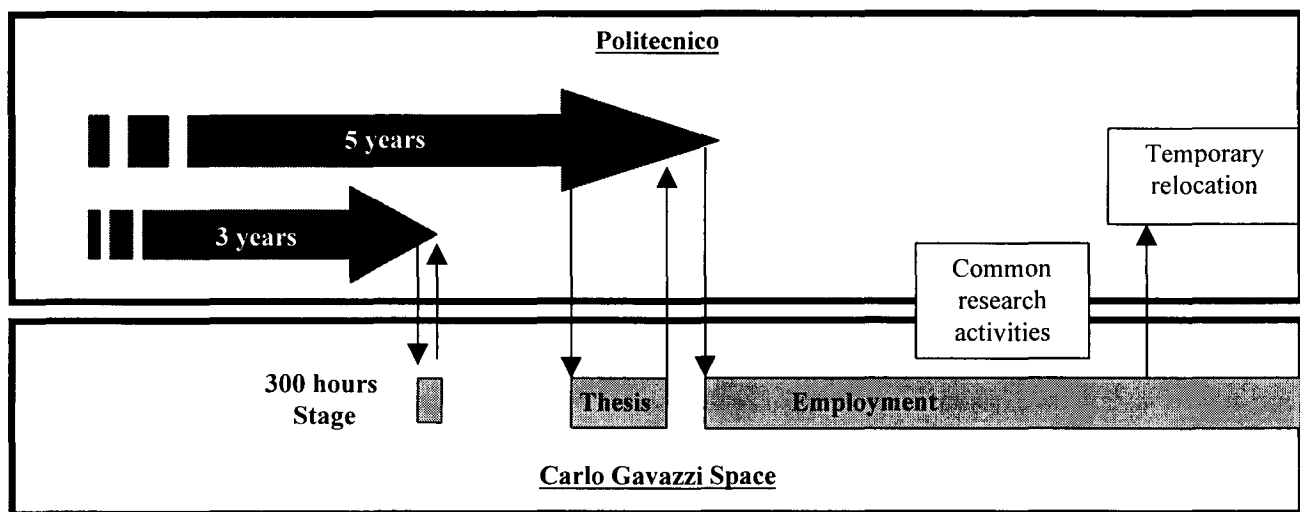 Politecnico
5 years
Temporary
relocation
3 years
Common
research
activities
300 hours
Stage
Thesis
Employment
Carlo Gavazzi Space